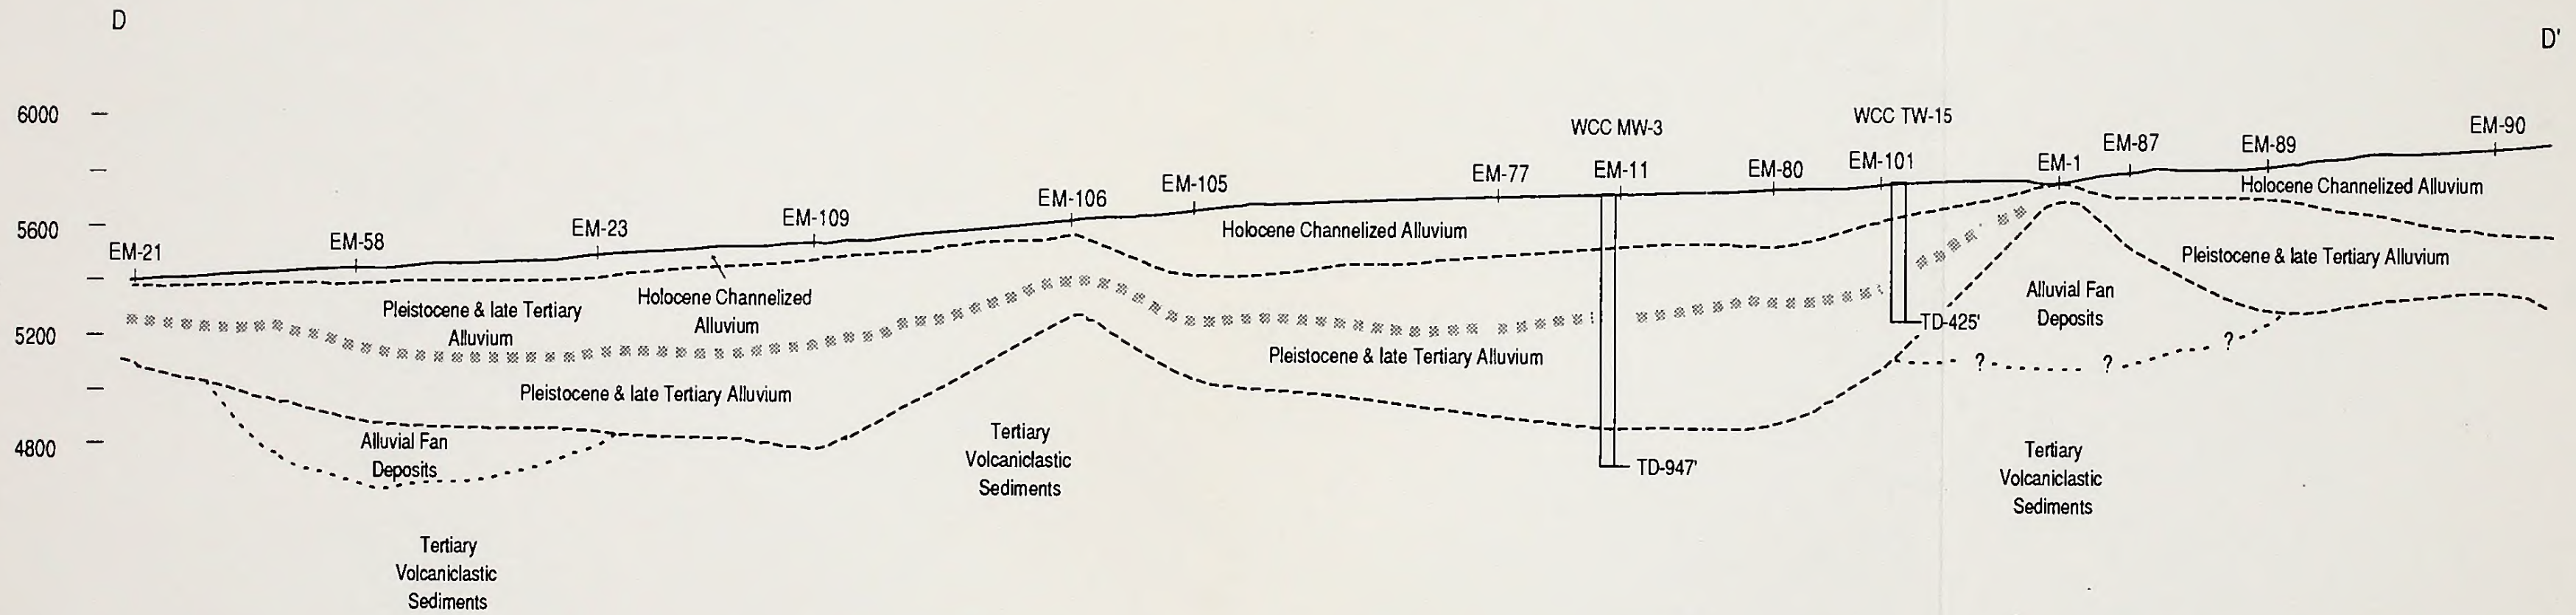 D
D'
6000
5600
5200
4800
EM-21
EM-58
EM-23
EM-109
EM-106
EM-105
EM-77
WCC MW-3
EM-11
EM-80
WCC TW-15
EM-101
EM-1
EM-87
EM-89
EM-90
Holocene Channelized Alluvium
Holocene Channelized Alluvium
Pleistocene & late Tertiary Alluvium
Pleistocene & late Tertiary
Alluvium
Holocene Channelized
Alluvium
Alluvial Fan
Deposits
TD-425'
Pleistocene & late Tertiary Alluvium
? ? ?
Pleistocene & late Tertiary Alluvium
Alluvial Fan
Deposits
Tertiary
Volcaniclastic
Sediments
TD-947'
Tertiary
Volcaniclastic
Sediments
Tertiary
Volcaniclastic
Sediments